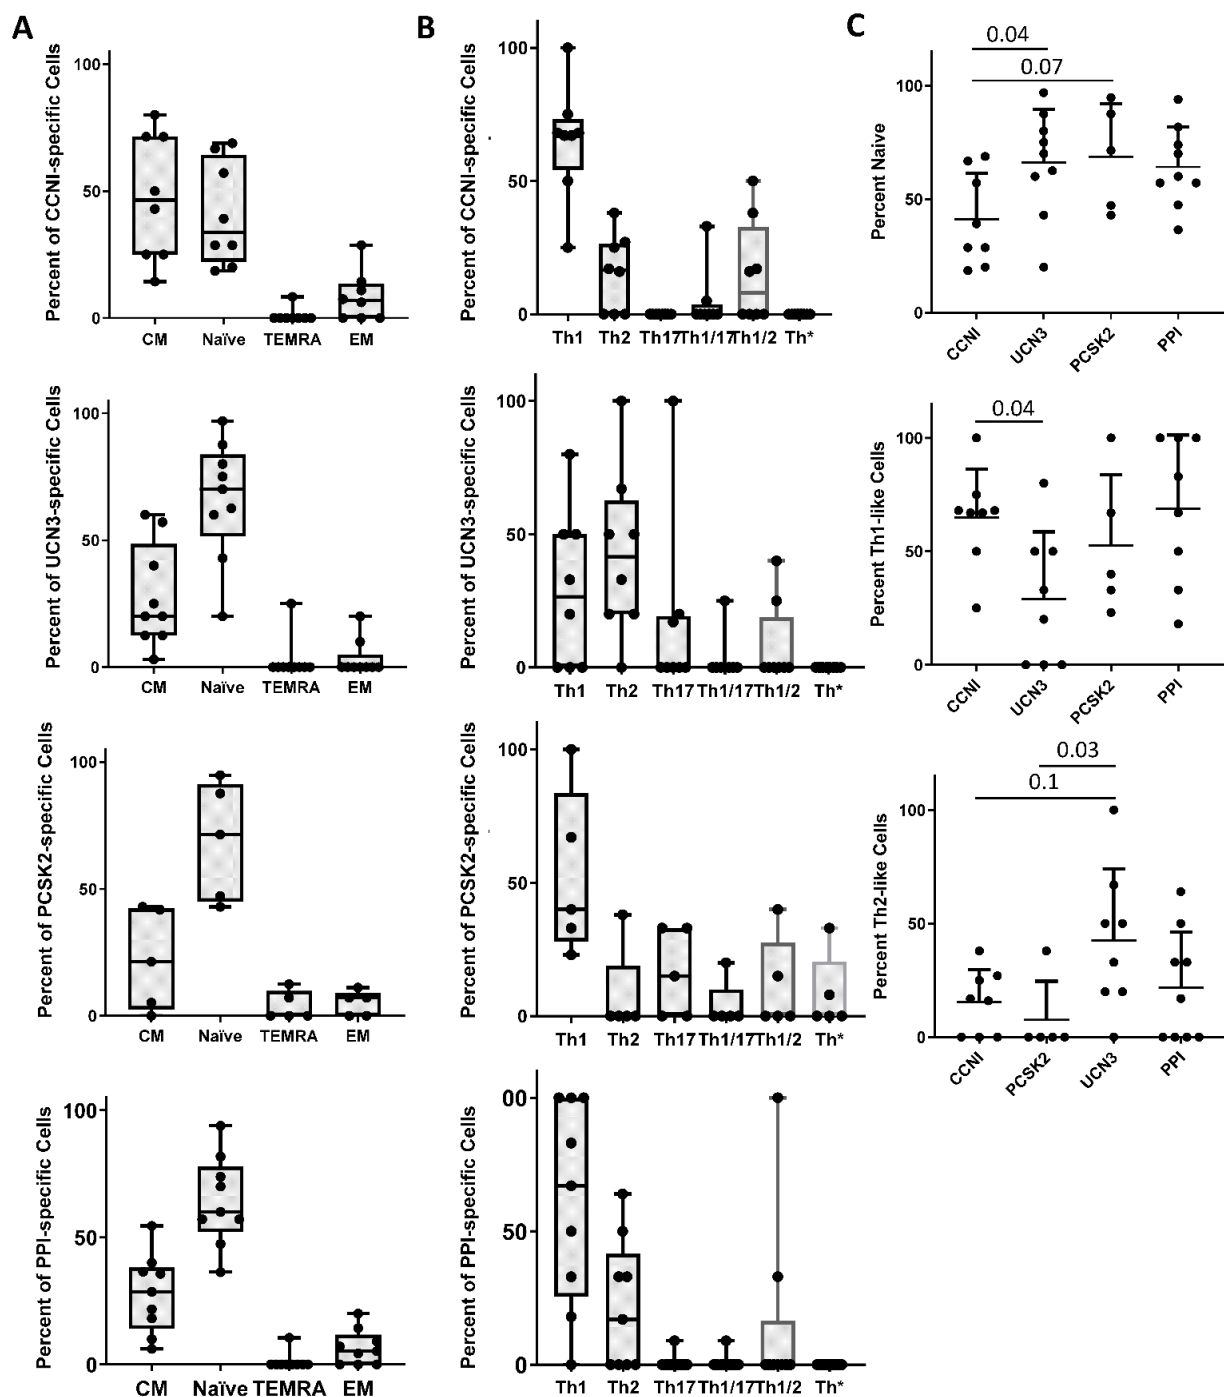 A
Percent of CCNI-specific Cells
100
50
0
CM Naïve TEMRA EM
Percent of UCN3-specific Cells
100
50
0
CM Naïve TEMRA EM
Percent of PCSK2-specific Cells
100
50
0
CM Naïve TEMRA EM
Percent of PPI-specific Cells
100
50
0
CM Naïve TEMRA EM
B
Percent of CCNI-specific Cells
100
50
0
Th1 Th2 Th17 Th1/17 Th1/2 Th*
Percent of UCN3-specific Cells
100
50
0
Th1 Th2 Th17 Th1/17 Th1/2 Th*
Percent of PCSK2-specific Cells
100
50
0
Th1 Th2 Th17 Th1/17 Th1/2 Th*
Percent of PPI-specific Cells
00
50
0
Th1 Th2 Th17 Th1/17 Th1/2 Th*
C
0.04
0.07
Percent Naive
100
50
0
CCNI UCN3 PCSK2 PPI
0.04
Percent Th1-like Cells
100
50
0
CCNI UCN3 PCSK2 PPI
0.03
0.1
Percent Th2-like Cells
100
50
0
CCNI PCSK2 UCN3 PPI